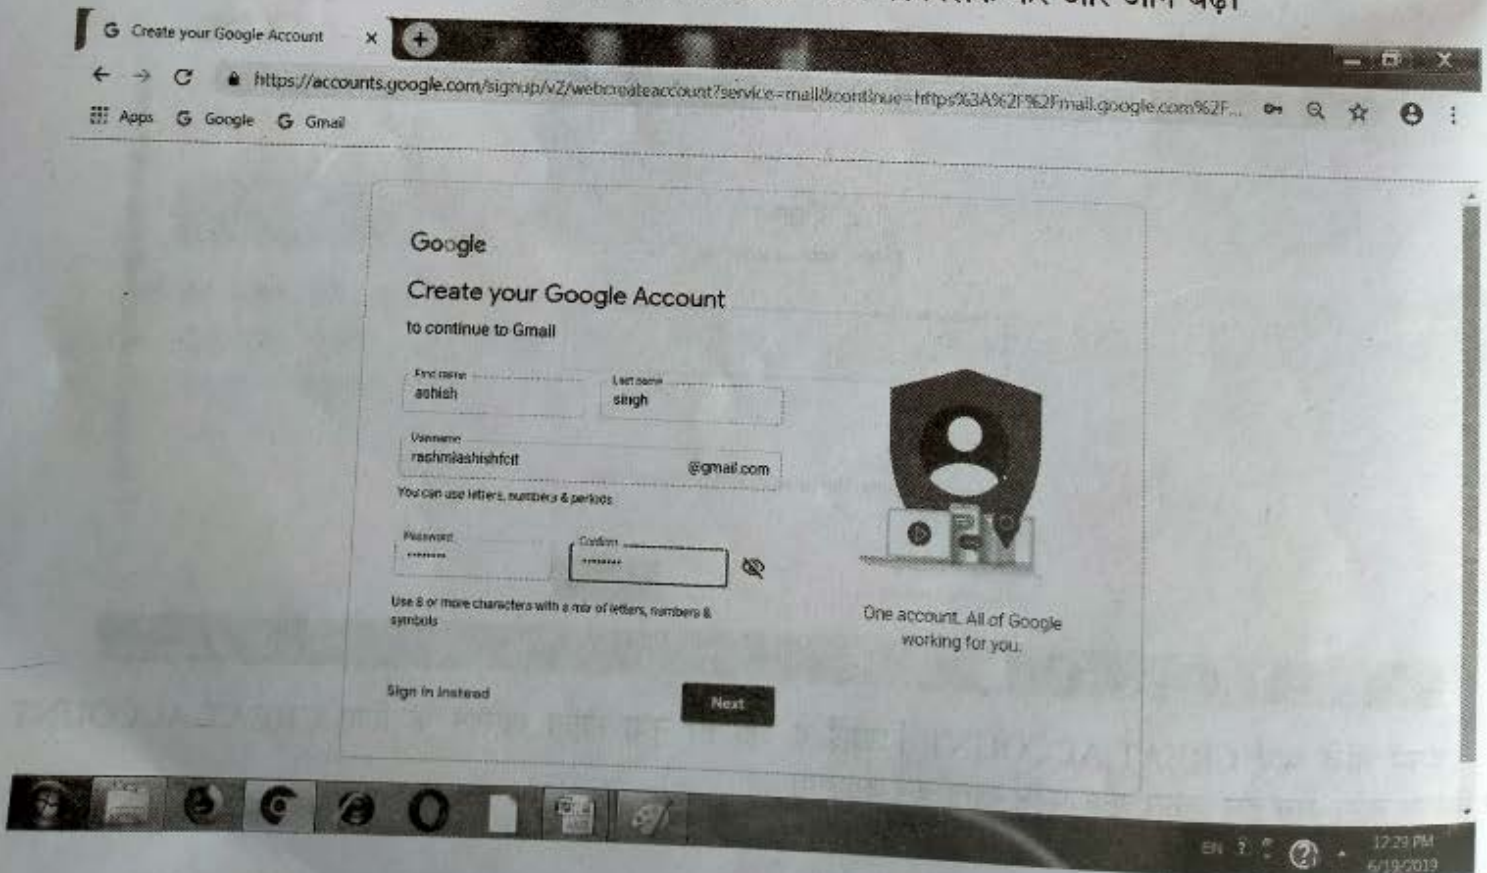 और आगे बढ़ें
G Create your Google Account × +
https://accounts.google.com/signup/v2/webcreateaccount?service=mail&continue=https%3A%2F%2Fmail.google.com%2F...
Apps G Google G Gmail
Google
Create your Google Account
to continue to Gmail
First name Last name
ashish singh
Username
rashmiashishfcit @gmail.com
You can use letters, numbers & periods
Password Confirm
Use 8 or more characters with a mix of letters, numbers &
symbols
One account. All of Google
working for you.
Sign in instead Next
EN
12:29 PM
6/19/2019